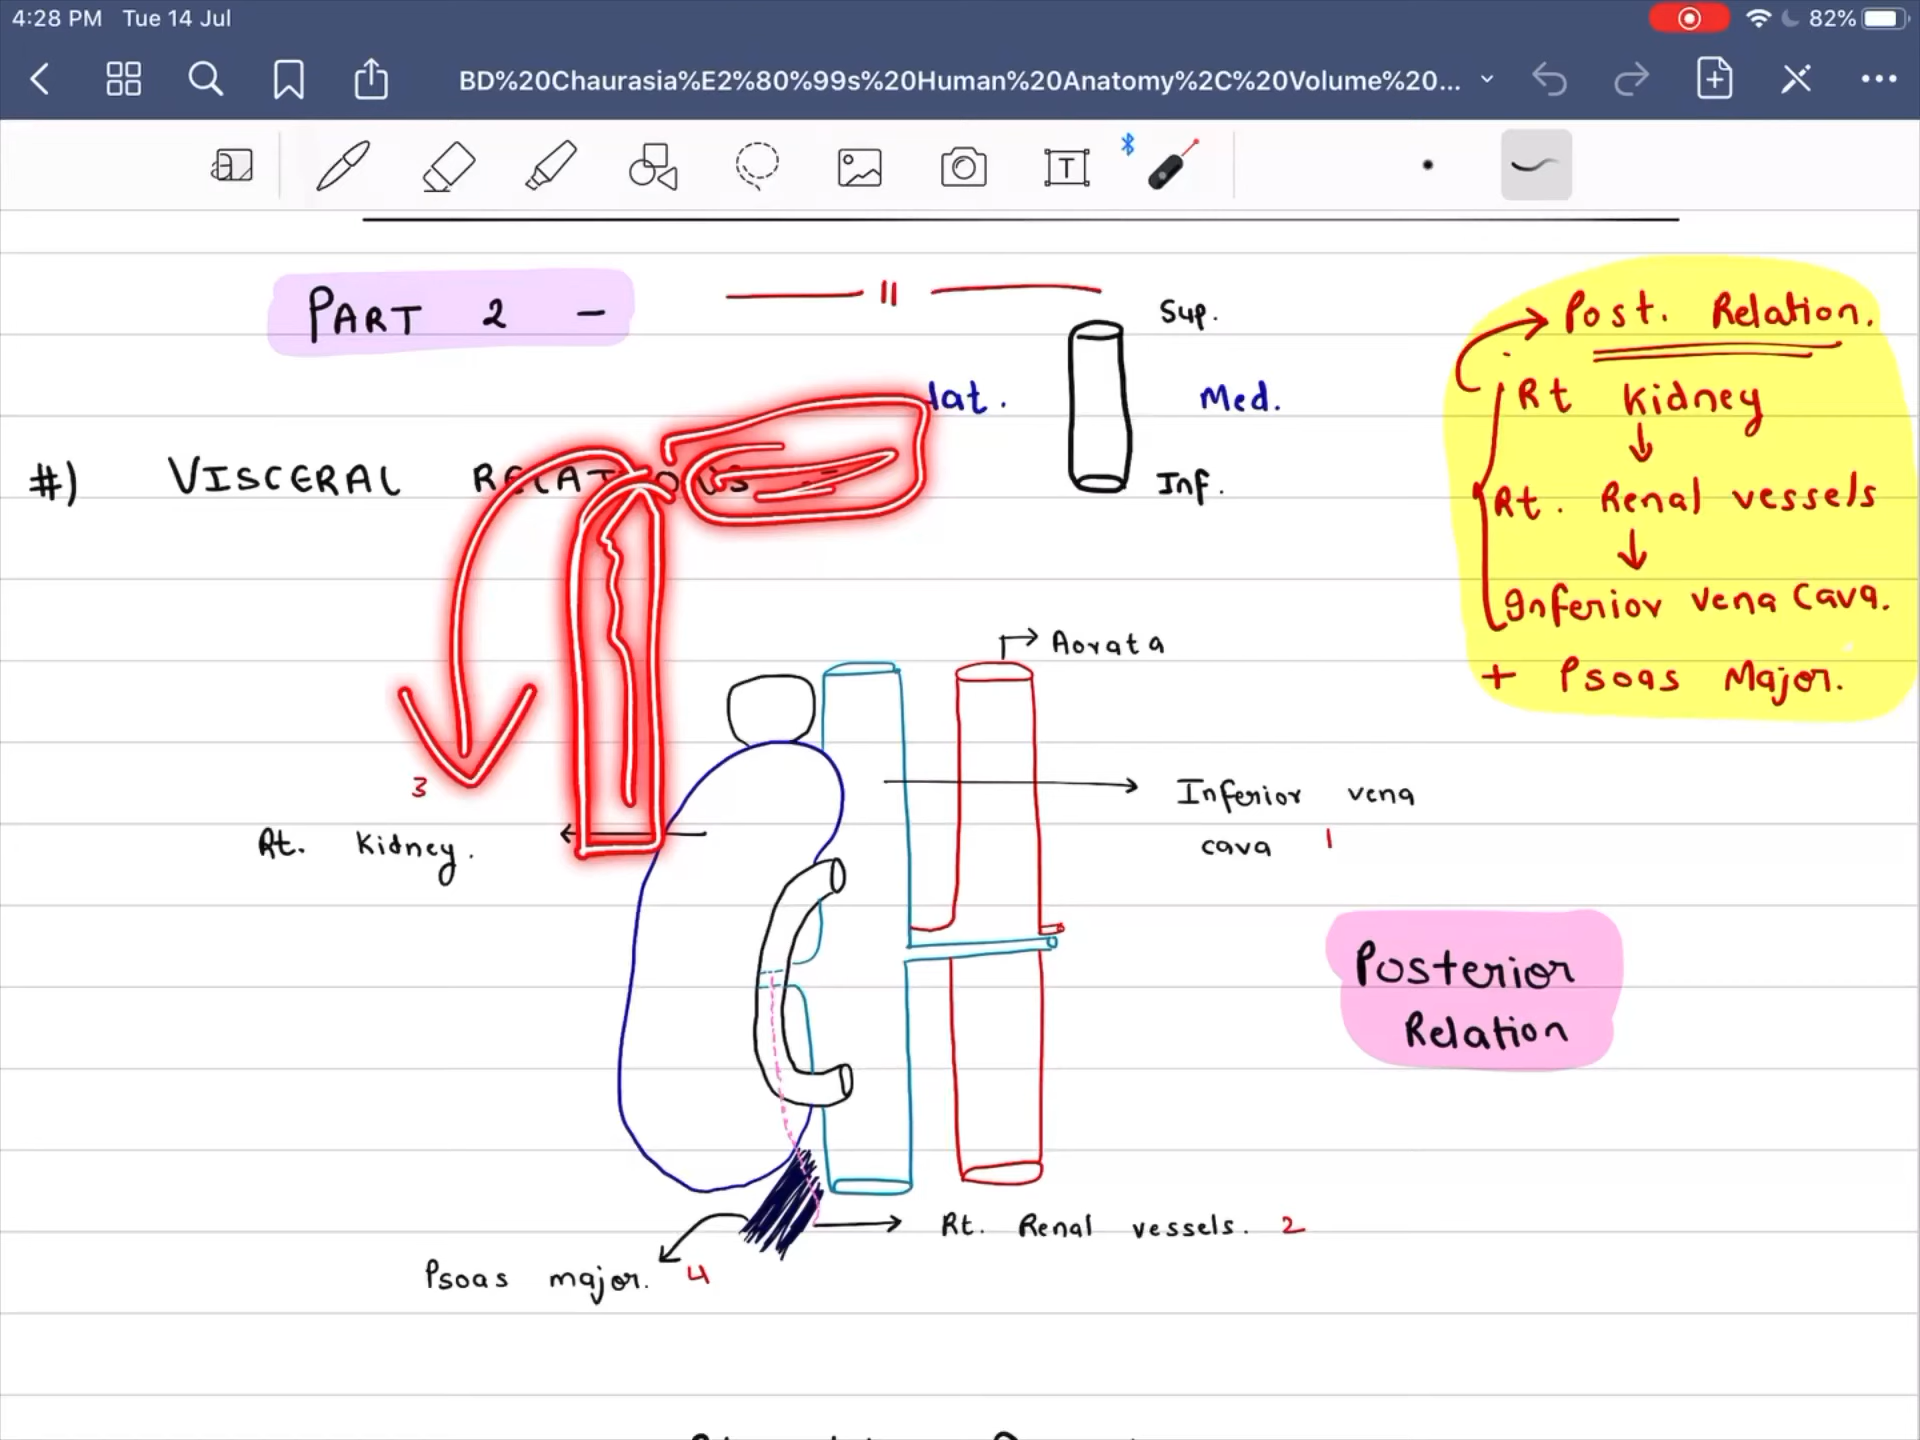 4:28 PM Tue 14 Jul
82%
BD%20Chaurasia%E2%80%99s%20Human%20Anatomy%2C%20Volume%20...
T
PART 2 - 11
Sup.
lat. Med.
Inf.
#) VISCERAL RELATIONS -
Post. Relation.
Rt Kidney
Rt. Renal vessels
Inferior vena Cava.
+ Psoas Major.
Aorata
Inferior vena
cava 1
3
Rt. Kidney.
Posterior
Relation
Rt. Renal vessels. 2
Psoas major. 4